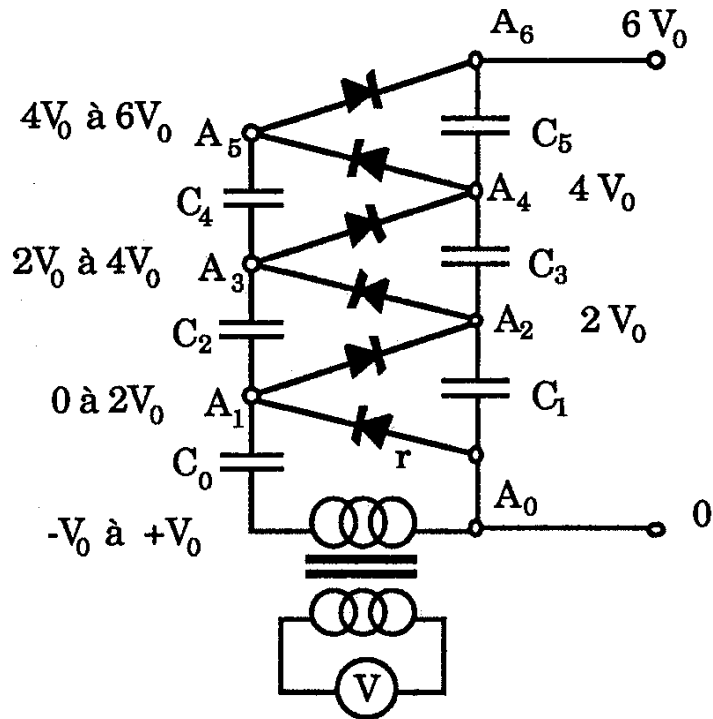 A₆ 6 V₀
4V₀ à 6V₀ A₅ C₅
C₄ A₄ 4 V₀
2V₀ à 4V₀ A₃ C₃
C₂ A₂ 2 V₀
0 à 2V₀ A₁ C₁
C₀ r
-V₀ à +V₀ A₀ 0
V